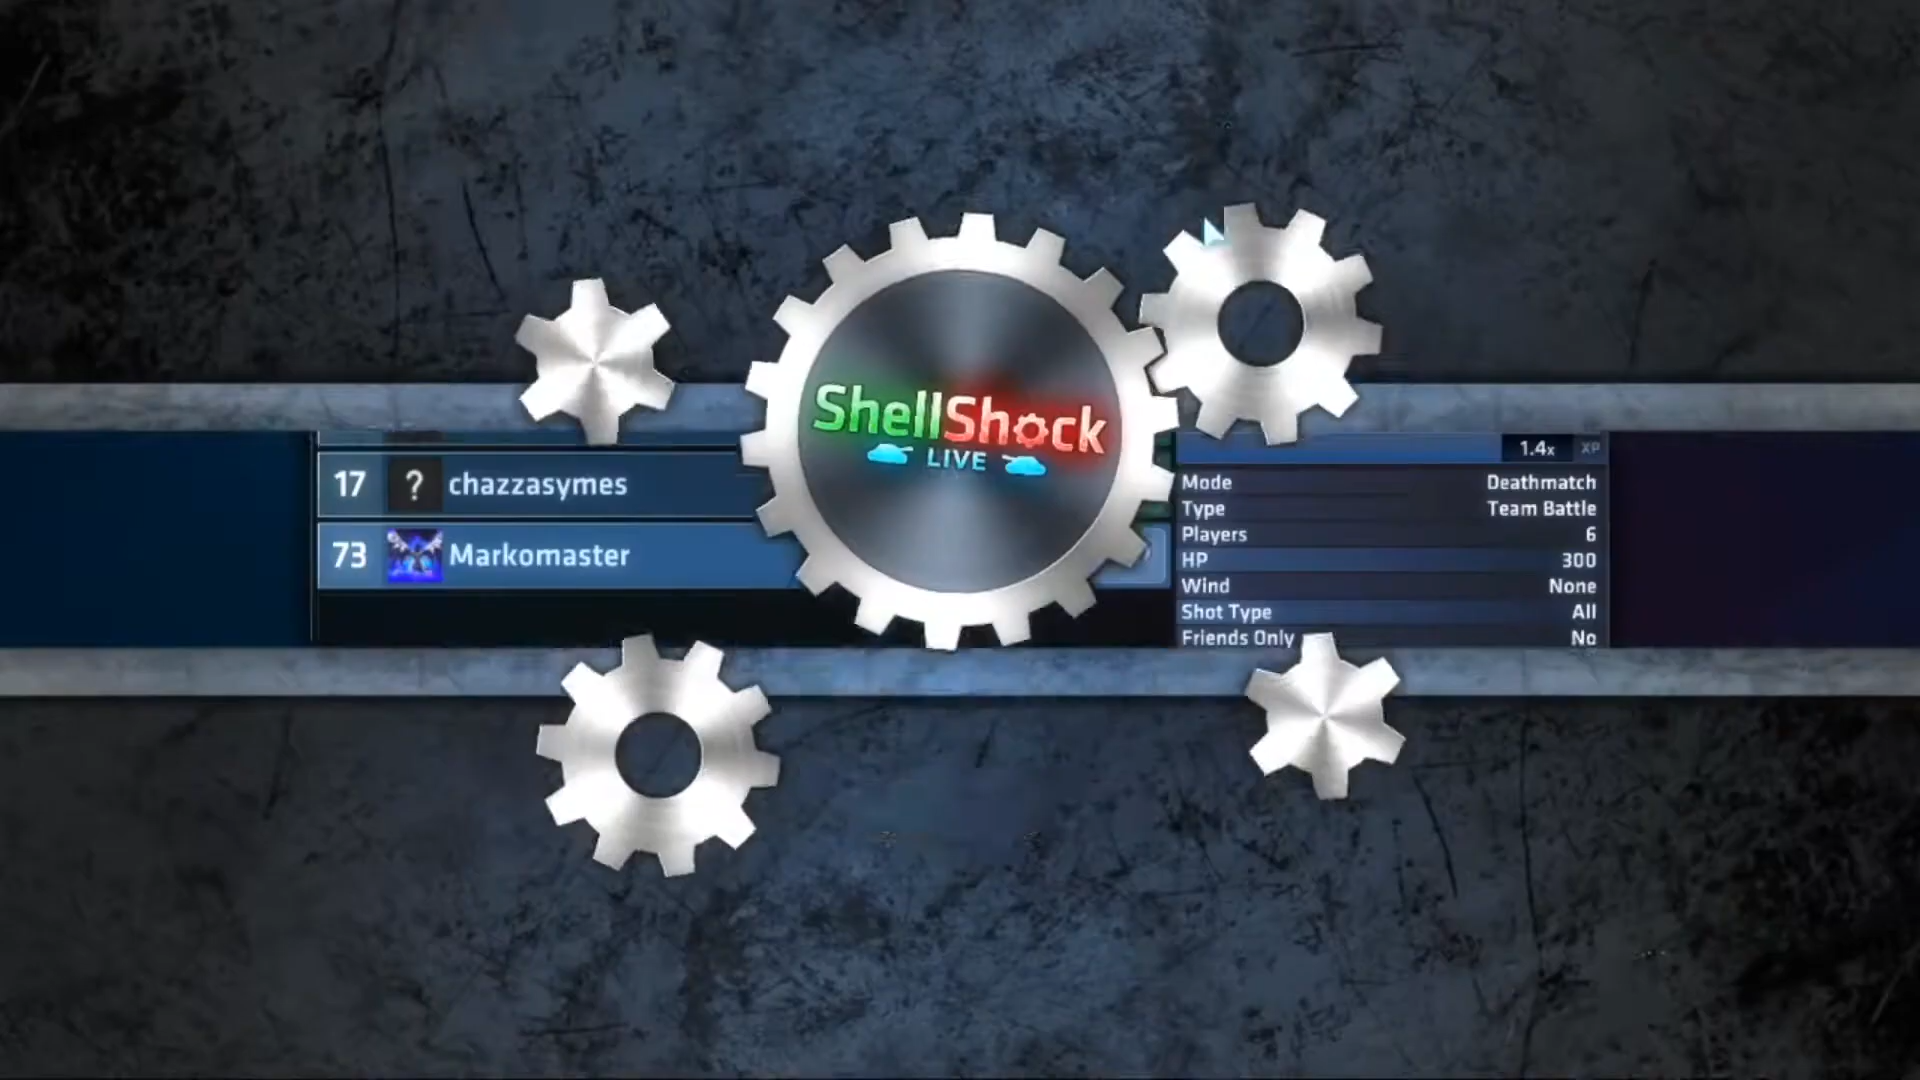 ShellShock
LIVE
17 ? chazzasymes
73 Markomaster
1.4x XP
Mode Deathmatch
Type Team Battle
Players 6
HP 300
Wind None
Shot Type All
Friends Only No